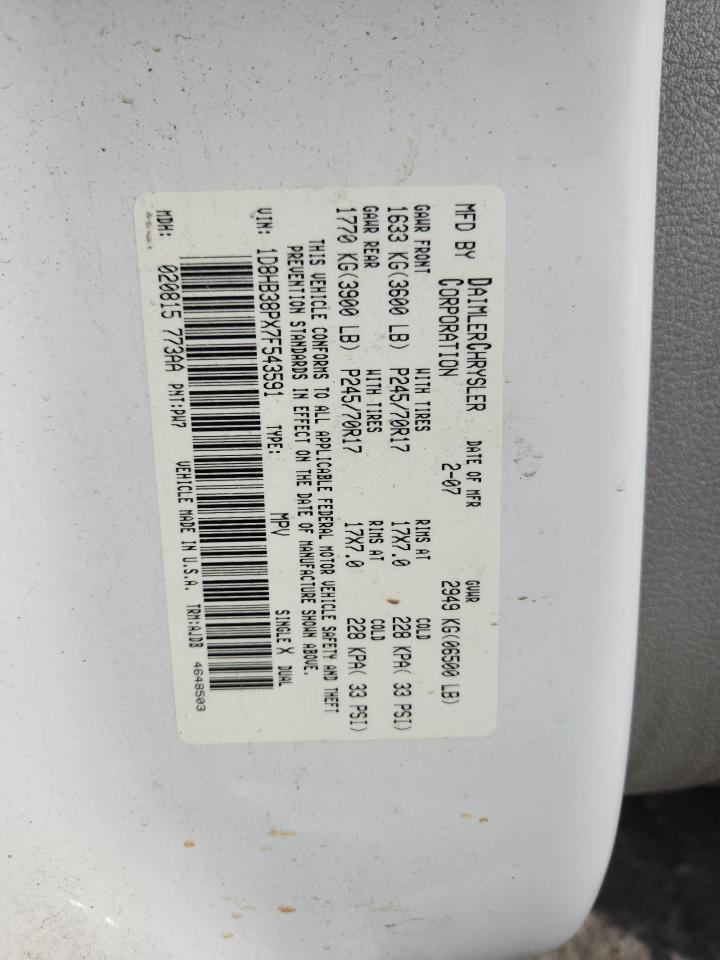 MFD BY DAIMLERCHRYSLER CORPORATION DATE OF MFR 2-07 GVWR 2949 KG(06500 LB)
GAWR FRONT WITH TIRES RIMS AT COLD
1633 KG(3600 LB) P245/70R17 17X7.0 228 KPA( 33 PSI)
GAWR REAR WITH TIRES RIMS AT COLD
1770 KG(3900 LB) P245/70R17 17X7.0 228 KPA( 33 PSI)
THIS VEHICLE CONFORMS TO ALL APPLICABLE FEDERAL MOTOR VEHICLE SAFETY AND THEFT
PREVENTION STANDARDS IN EFFECT ON THE DATE OF MANUFACTURE SHOWN ABOVE.
VIN: 1D8HB38PX7F543591 TYPE: MPV SINGLE X DUAL
MDH: 020815 773AA PNT:PW7 VEHICLE MADE IN U.S.A. TRM:AJDB 4648503